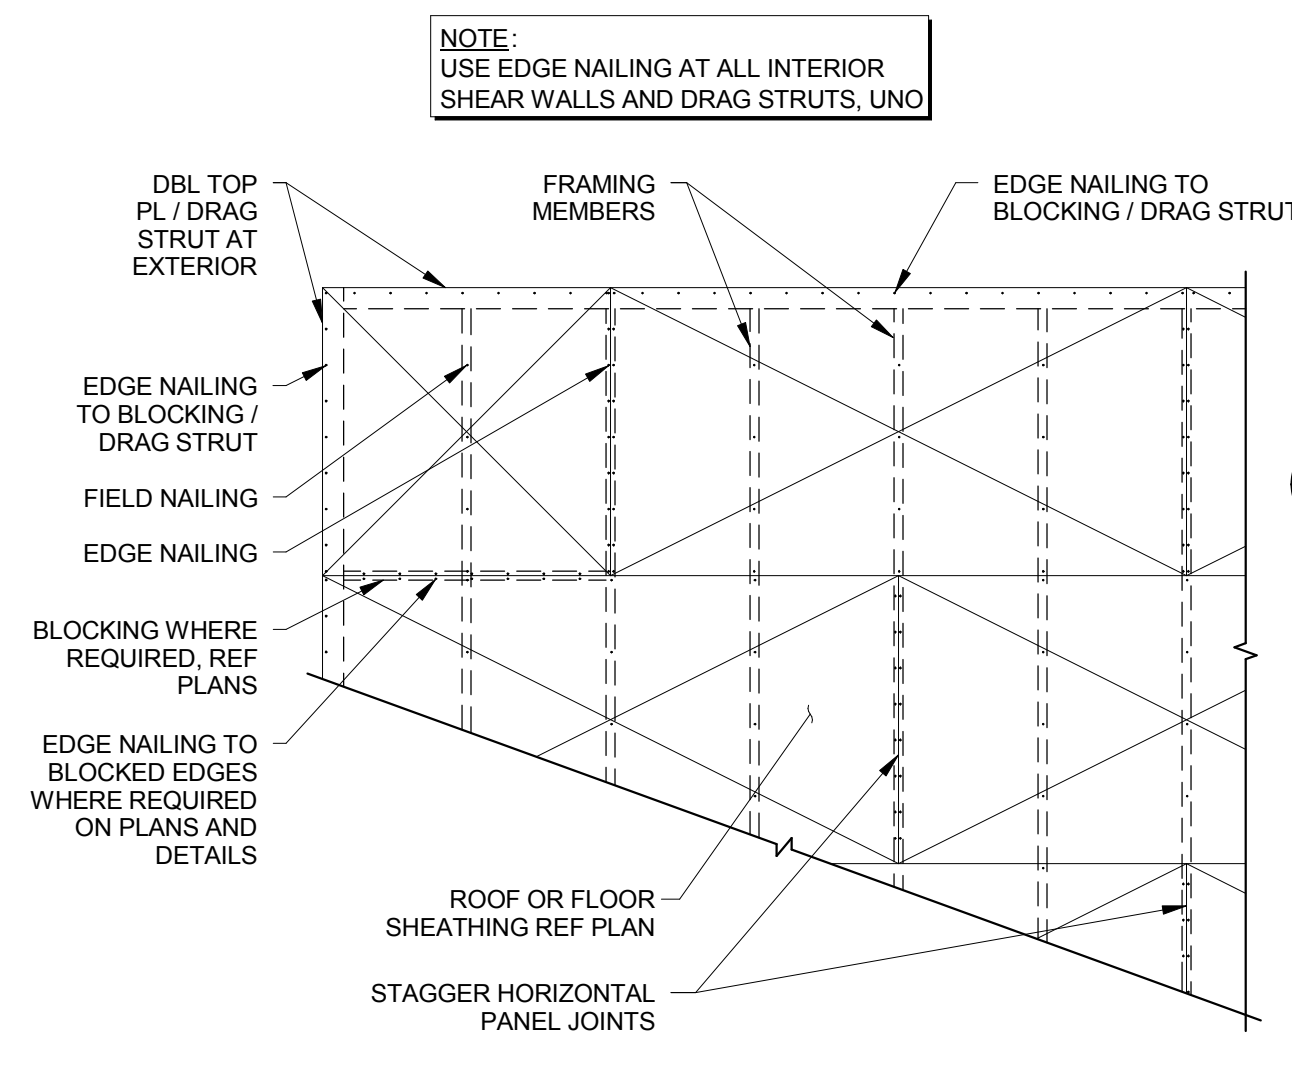 NOTE:
USE EDGE NAILING AT ALL INTERIOR
SHEAR WALLS AND DRAG STRUTS, UNO
DBL TOP
PL / DRAG
STRUT AT
EXTERIOR
FRAMING
MEMBERS
EDGE NAILING TO
BLOCKING / DRAG STRUT
EDGE NAILING
TO BLOCKING /
DRAG STRUT
FIELD NAILING
EDGE NAILING
BLOCKING WHERE
REQUIRED, REF
PLANS
EDGE NAILING TO
BLOCKED EDGES
WHERE REQUIRED
ON PLANS AND
DETAILS
ROOF OR FLOOR
SHEATHING REF PLAN
STAGGER HORIZONTAL
PANEL JOINTS